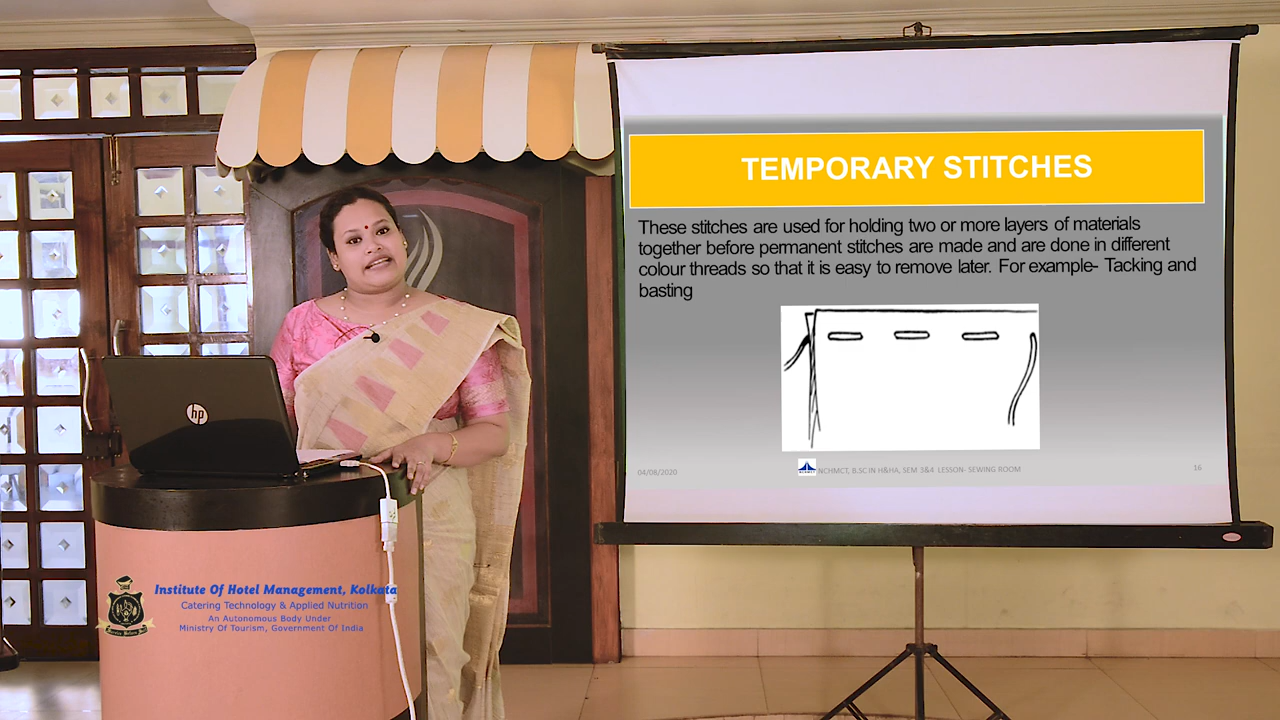 TEMPORARY STITCHES
These stitches are used for holding two or more layers of materials
together before permanent stitches are made and are done in different
colour threads so that it is easy to remove later. For example- Tacking and
basting
04/08/2020
NCHMCT
NCHMCT, B.SC.IN H&HA, SEM 3&4 LESSON- SEWING ROOM
16
hp
Institute Of Hotel Management, Kolkata
Catering Technology & Applied Nutrition
An Autonomous Body Under
Ministry Of Tourism, Government Of India